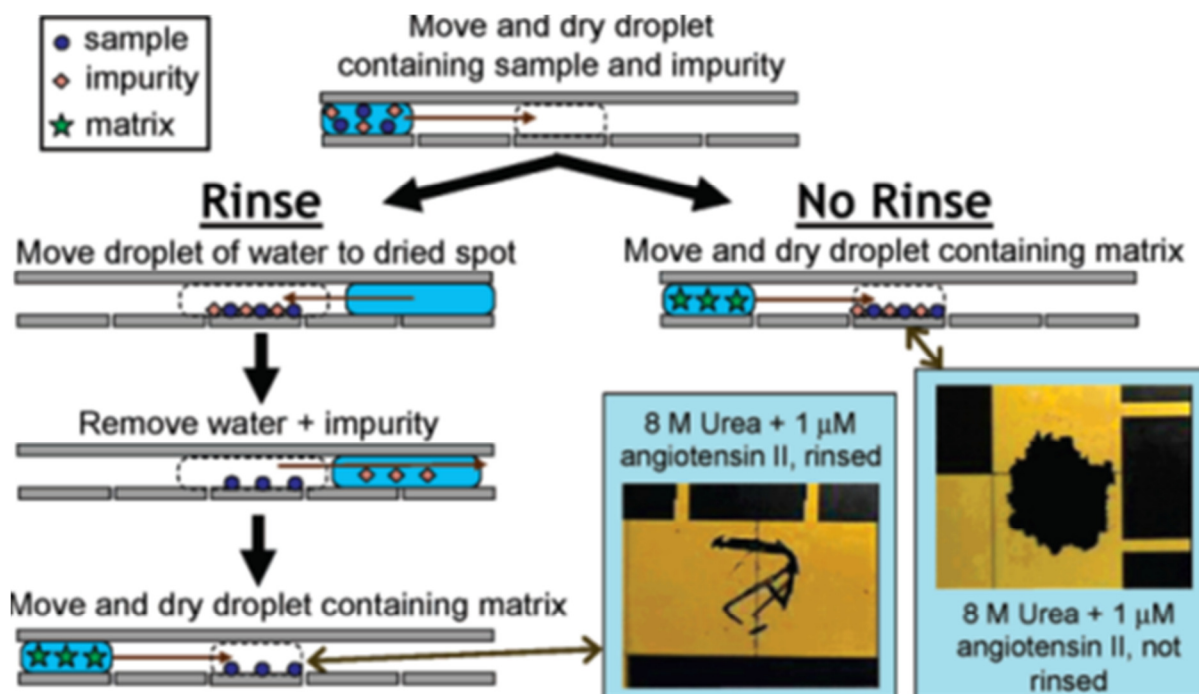 sample
impurity
matrix
Move and dry droplet
containing sample and impurity
Rinse
Move droplet of water to dried spot
Remove water + impurity
Move and dry droplet containing matrix
No Rinse
Move and dry droplet containing matrix
8 M Urea + 1 μM
angiotensin II, rinsed
8 M Urea + 1 μM
angiotensin II, not
rinsed